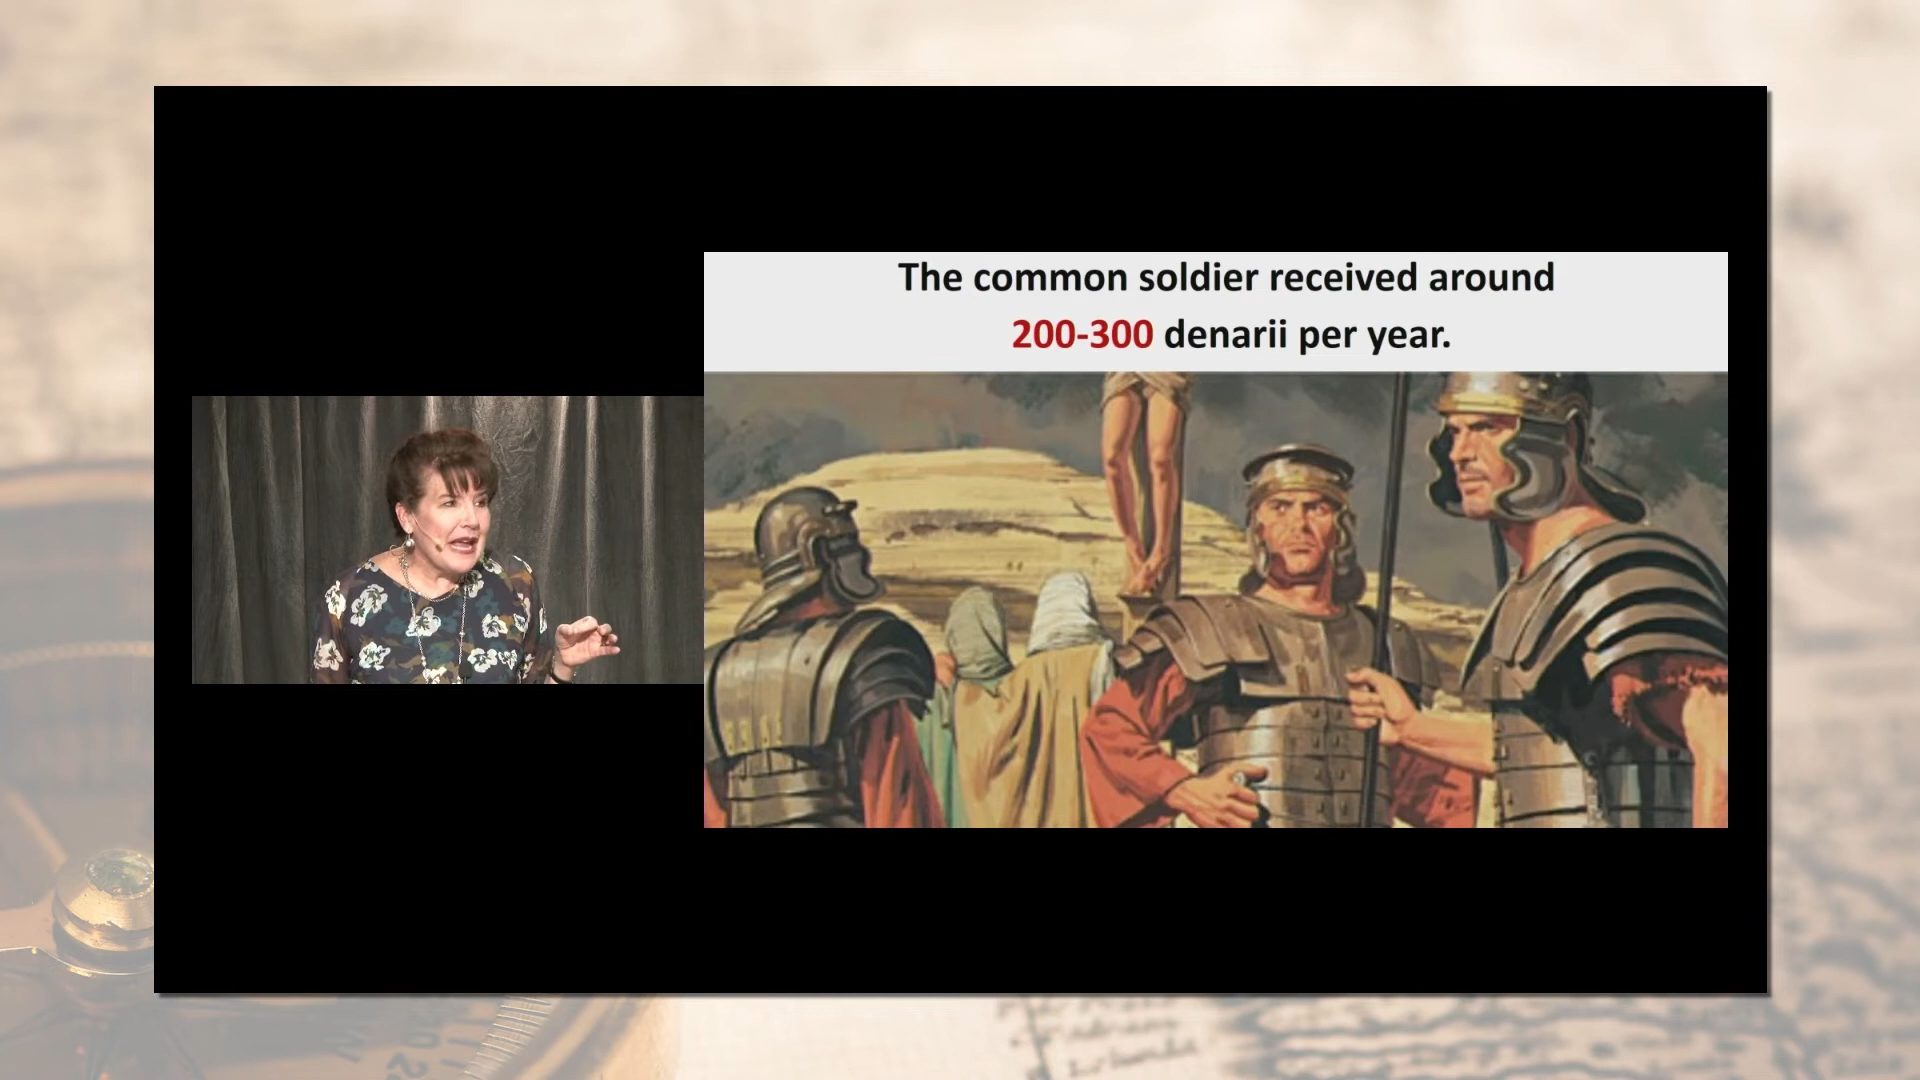 The common soldier received around
200-300 denarii per year.